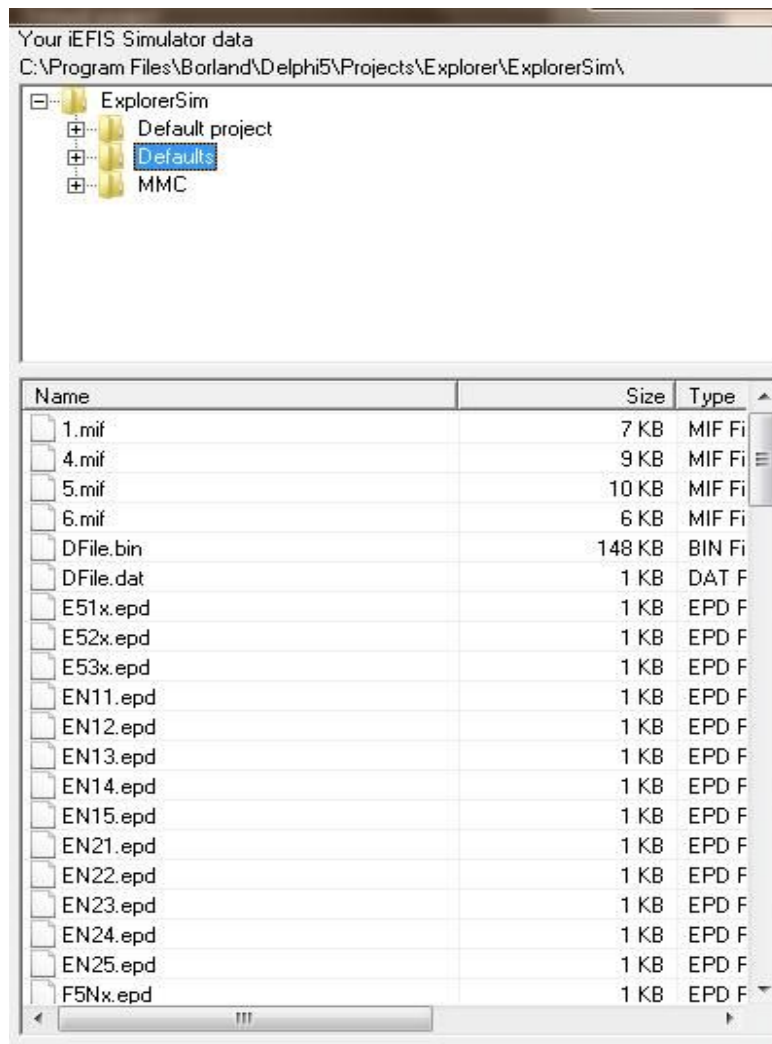 Your iEFIS Simulator data
C:\Program Files\Borland\Delphi5\Projects\Explorer\ExplorerSim\
ExplorerSim
Default project
Defaults
MMC
Name Size Type
1.mif 7 KB MIF Fi
4.mif 9 KB MIF Fi
5.mif 10 KB MIF Fi
6.mif 6 KB MIF Fi
DFile.bin 148 KB BIN Fi
DFile.dat 1 KB DAT F
E51x.epd 1 KB EPD F
E52x.epd 1 KB EPD F
E53x.epd 1 KB EPD F
EN11.epd 1 KB EPD F
EN12.epd 1 KB EPD F
EN13.epd 1 KB EPD F
EN14.epd 1 KB EPD F
EN15.epd 1 KB EPD F
EN21.epd 1 KB EPD F
EN22.epd 1 KB EPD F
EN23.epd 1 KB EPD F
EN24.epd 1 KB EPD F
EN25.epd 1 KB EPD F
F5Nx.epd 1 KB EPD F